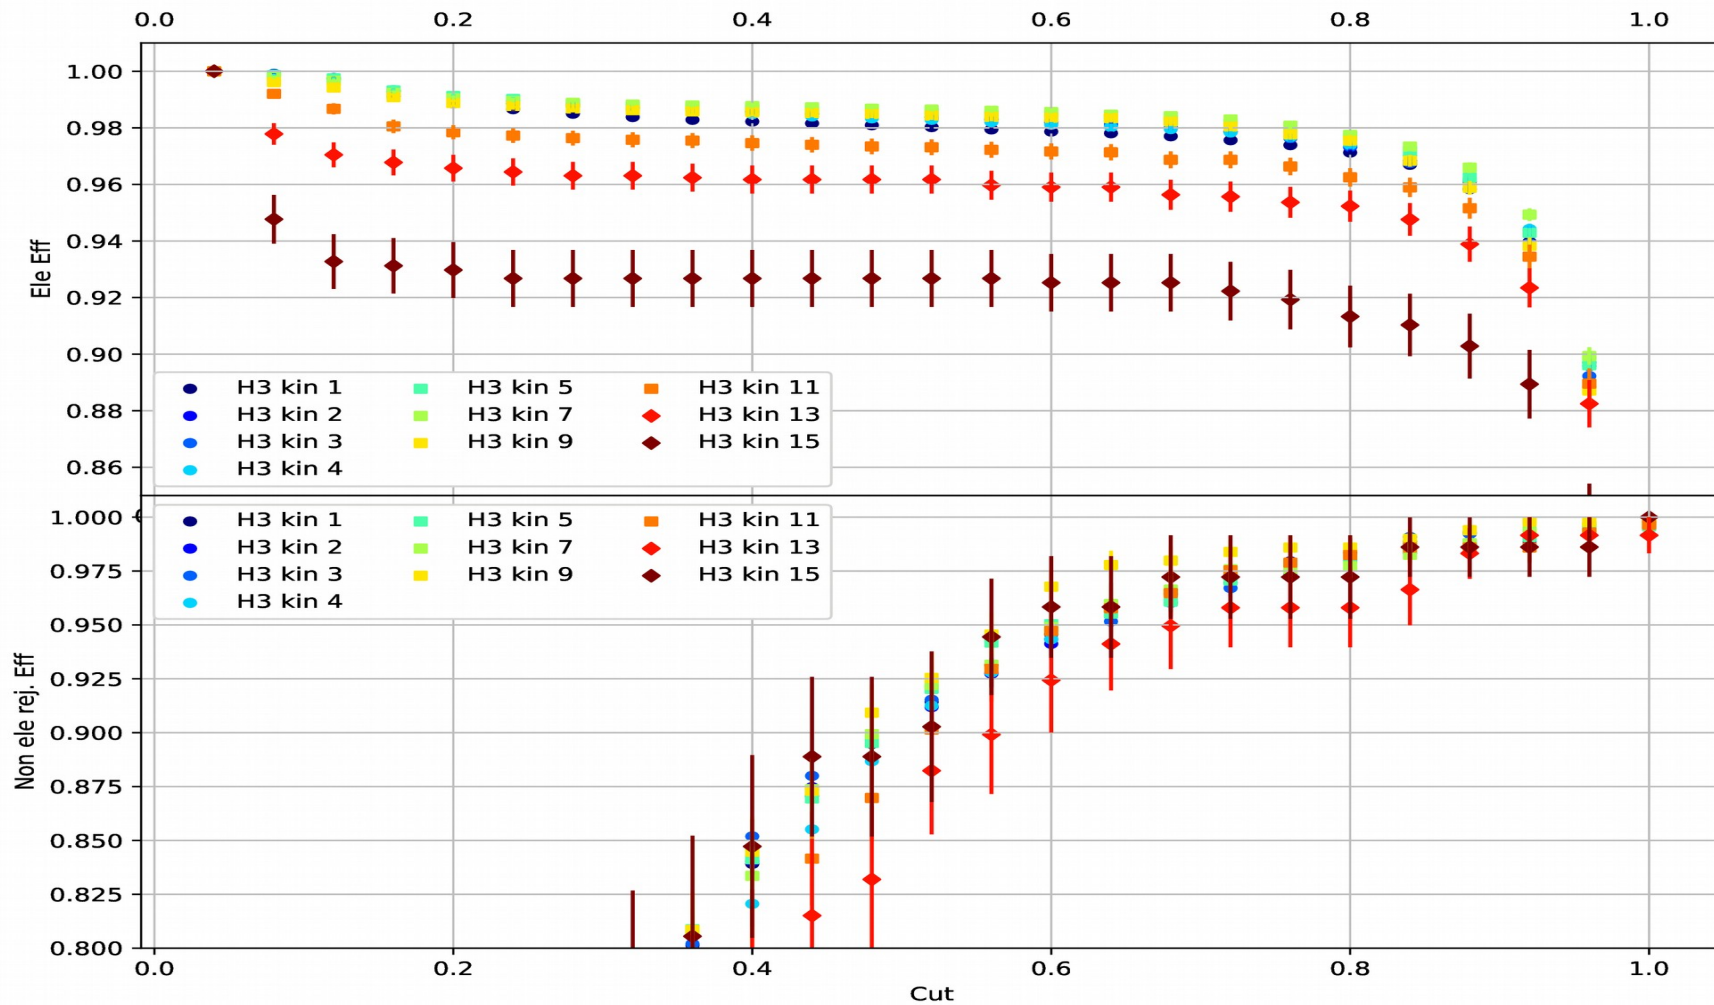 0.0 0.2 0.4 0.6 0.8 1.0
1.00
0.98
0.96
0.94
0.92
0.90
0.88
0.86
Ele Eff
H3 kin 1 H3 kin 5 H3 kin 11
H3 kin 2 H3 kin 7 H3 kin 13
H3 kin 3 H3 kin 9 H3 kin 15
H3 kin 4
1.000
0.975
0.950
0.925
0.900
0.875
0.850
0.825
0.800
Non ele rej. Eff
H3 kin 1 H3 kin 5 H3 kin 11
H3 kin 2 H3 kin 7 H3 kin 13
H3 kin 3 H3 kin 9 H3 kin 15
H3 kin 4
0.0 0.2 0.4 0.6 0.8 1.0
Cut